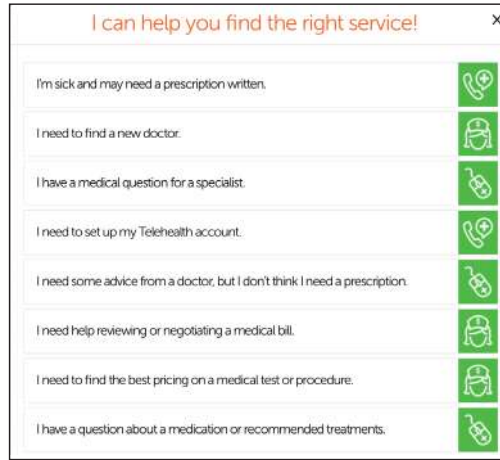 I can help you find the right service!
X
I'm sick and may need a prescription written.
I need to find a new doctor.
I have a medical question for a specialist.
I need to set up my Telehealth account.
I need some advice from a doctor, but I don't think I need a prescription.
I need help reviewing or negotiating a medical bill.
I need to find the best pricing on a medical test or procedure.
I have a question about a medication or recommended treatments.